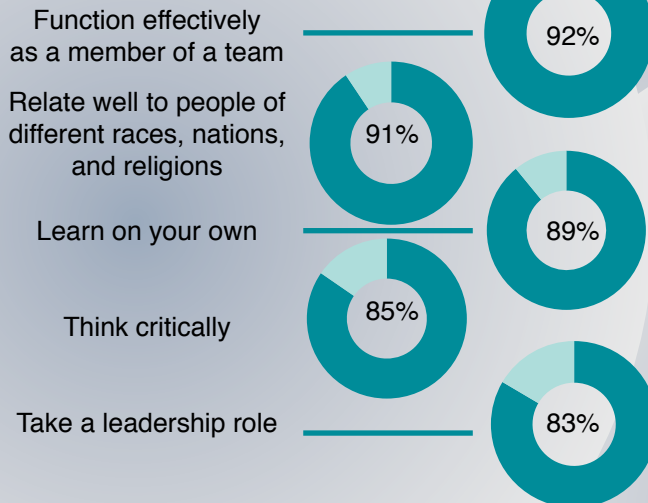 Function effectively
as a member of a team
92%
Relate well to people of
different races, nations,
and religions
91%
Learn on your own
89%
Think critically
85%
Take a leadership role
83%